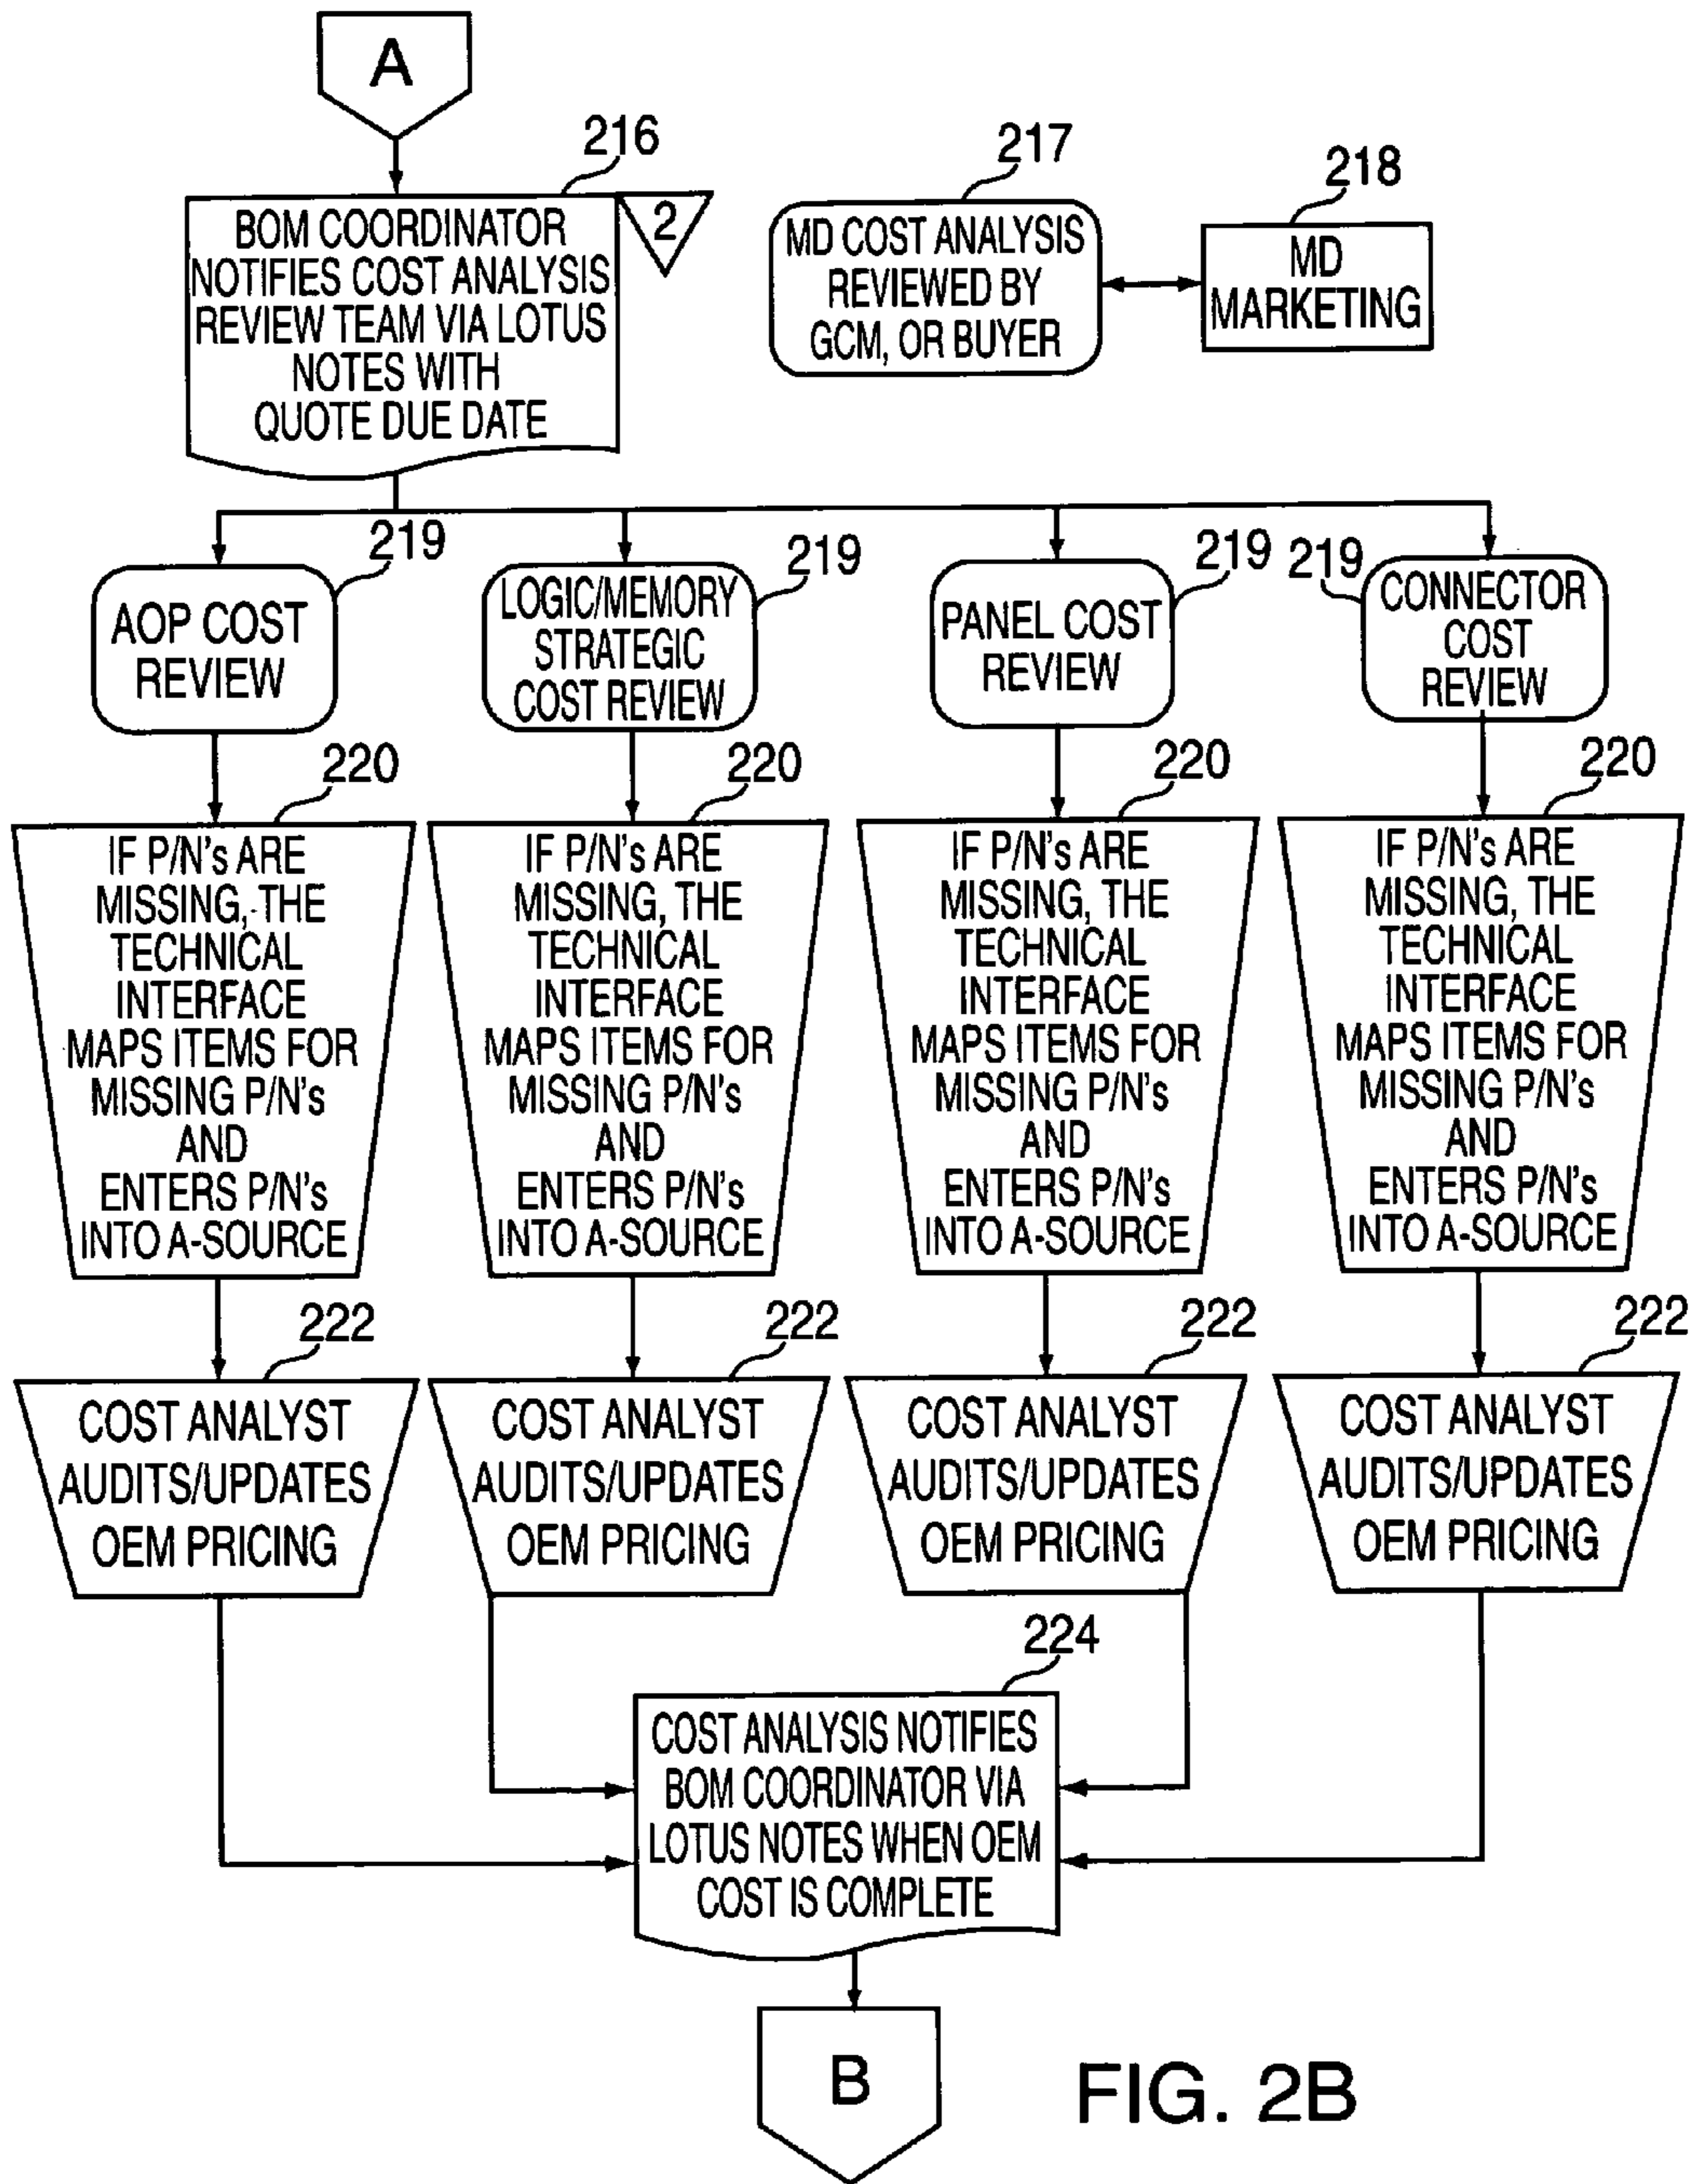 A
216
BOM COORDINATOR
NOTIFIES COST ANALYSIS
REVIEW TEAM VIA LOTUS
NOTES WITH
QUOTE DUE DATE
2
217
MD COST ANALYSIS
REVIEWED BY
GCM, OR BUYER
218
MD
MARKETING
219
AOP COST
REVIEW
219
LOGIC/MEMORY
STRATEGIC
COST REVIEW
219
PANEL COST
REVIEW
219
CONNECTOR
COST
REVIEW
220
IF P/N's ARE
MISSING, THE
TECHNICAL
INTERFACE
MAPS ITEMS FOR
MISSING P/N's
AND
ENTERS P/N's
INTO A-SOURCE
220
IF P/N's ARE
MISSING, THE
TECHNICAL
INTERFACE
MAPS ITEMS FOR
MISSING P/N's
AND
ENTERS P/N's
INTO A-SOURCE
220
IF P/N's ARE
MISSING, THE
TECHNICAL
INTERFACE
MAPS ITEMS FOR
MISSING P/N's
AND
ENTERS P/N's
INTO A-SOURCE
220
IF P/N's ARE
MISSING, THE
TECHNICAL
INTERFACE
MAPS ITEMS FOR
MISSING P/N's
AND
ENTERS P/N's
INTO A-SOURCE
222
COST ANALYST
AUDITS/UPDATES
OEM PRICING
222
COST ANALYST
AUDITS/UPDATES
OEM PRICING
222
COST ANALYST
AUDITS/UPDATES
OEM PRICING
222
COST ANALYST
AUDITS/UPDATES
OEM PRICING
224
COST ANALYSIS NOTIFIES
BOM COORDINATOR VIA
LOTUS NOTES WHEN OEM
COST IS COMPLETE
B
FIG. 2B